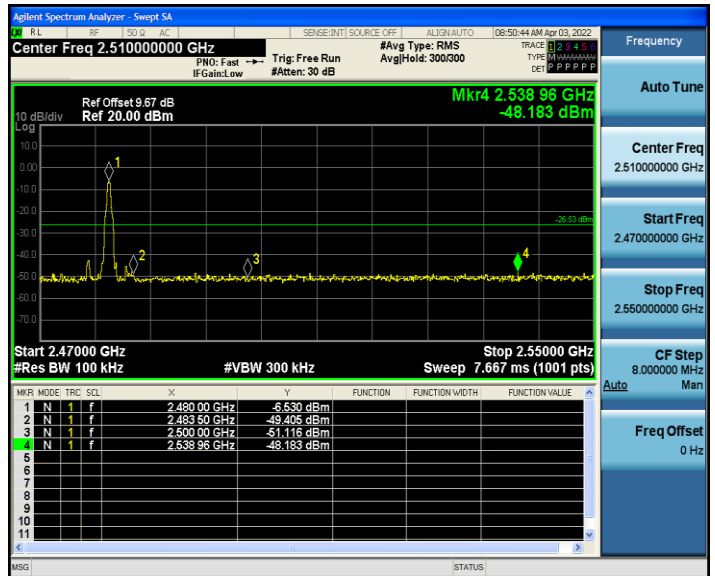 Agilent Spectrum Analyzer - Swept SA
RL RF 50 Ω AC SENSE:INT SOURCE OFF ALIGNAUTO 08:50:44 AM Apr 03, 2022
Center Freq 2.510000000 GHz
PNO: Fast
IFGain:Low
Trig: Free Run
#Atten: 30 dB
#Avg Type: RMS
Avg|Hold: 300/300
TRACE 1 2 3 4 5 6
TYPE M
DET P P P P P P
Frequency
Auto Tune
Center Freq
2.510000000 GHz
Start Freq
2.470000000 GHz
Stop Freq
2.550000000 GHz
CF Step
8.000000 MHz
Auto Man
Freq Offset
0 Hz
Mkr4 2.538 96 GHz
-48.183 dBm
Ref Offset 9.67 dB
10 dB/div Ref 20.00 dBm
Log
10.0
0.00
-10.0
-20.0
-30.0
-40.0
-50.0
-60.0
-70.0
1
2
3
4
-26.53 dBm
Start 2.47000 GHz Stop 2.55000 GHz
#Res BW 100 kHz #VBW 300 kHz Sweep 7.667 ms (1001 pts)
MKR MODE TRC SCL X Y FUNCTION FUNCTION WIDTH FUNCTION VALUE
1 N 1 f 2.480 00 GHz -6.530 dBm
2 N 1 f 2.483 50 GHz -49.405 dBm
3 N 1 f 2.500 00 GHz -51.116 dBm
4 N 1 f 2.538 96 GHz -48.183 dBm
5
6
7
8
9
10
11
MSG STATUS